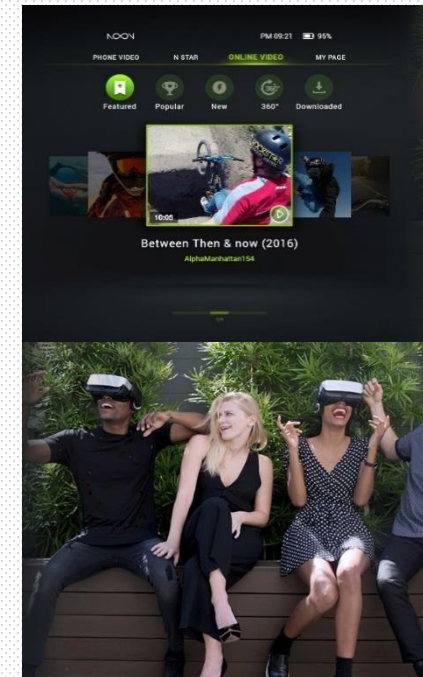 NOON PM 09:21 95%
PHONE VIDEO N STAR ONLINE VIDEO MY PAGE
Featured Popular New 360° Downloaded
10:05
Between Then & now (2016)
AlphaManhattan154